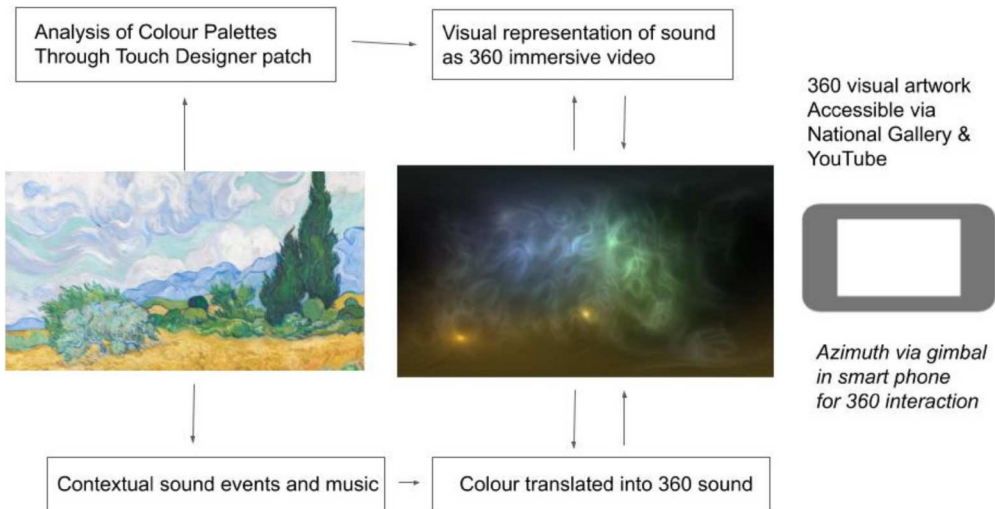 Analysis of Colour Palettes
Through Touch Designer patch
Visual representation of sound
as 360 immersive video
360 visual artwork
Accessible via
National Gallery &
YouTube
Azimuth via gimbal
in smart phone
for 360 interaction
Contextual sound events and music
Colour translated into 360 sound